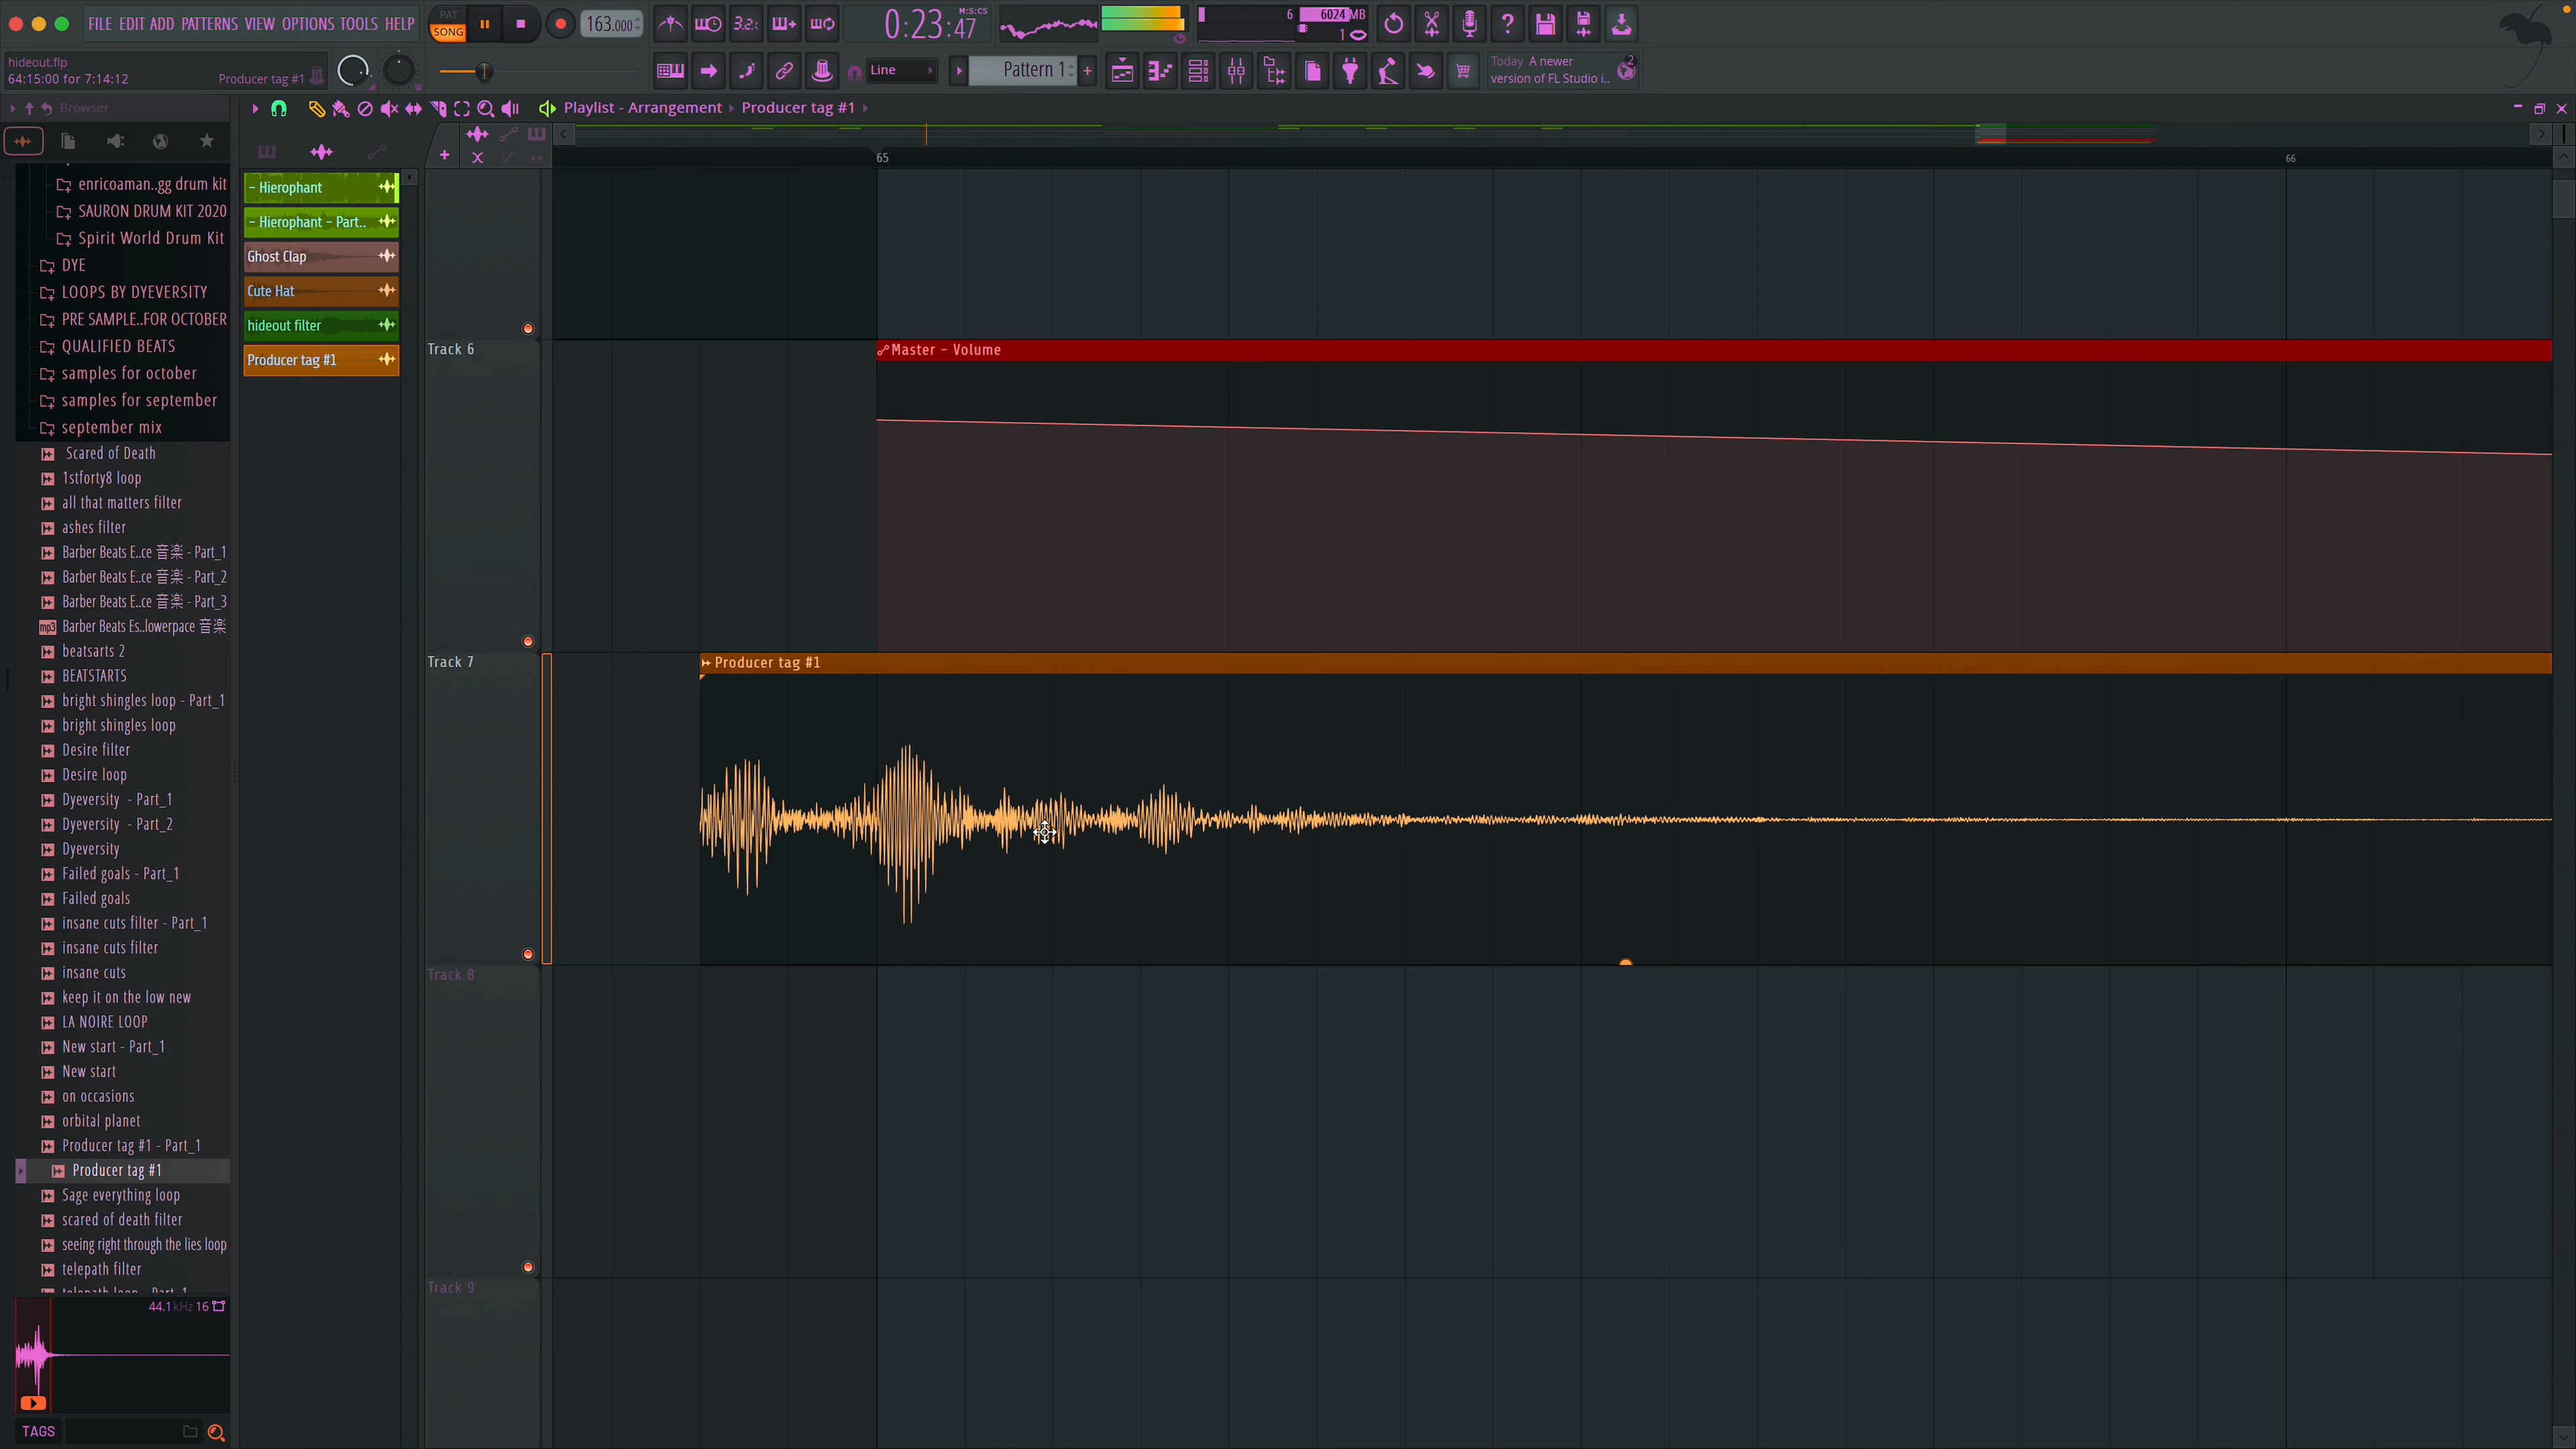 FILE EDIT ADD PATTERNS VIEW OPTIONS TOOLS HELP
PAT
SONG
163.000
3.2.
0:23:47
M:S:CS
6
6024 MB
1
hideout.flp
64:15:00 for 7:14:12
Producer tag #1
Line
Pattern 1
Today A newer
version of FL Studio i..
2
Browser
Playlist - Arrangement
Producer tag #1
65
66
enricoaman..gg drum kit
SAURON DRUM KIT 2020
Spirit World Drum Kit
DYE
LOOPS BY DYEVERSITY
PRE SAMPLE..FOR OCTOBER
QUALIFIED BEATS
samples for october
samples for september
september mix
Scared of Death
1stforty8 loop
all that matters filter
ashes filter
Barber Beats E..ce 音楽 - Part_1
Barber Beats E..ce 音楽 - Part_2
Barber Beats E..ce 音楽 - Part_3
mp3 Barber Beats Es..lowerpace 音楽
beatsarts 2
BEATSTARTS
bright shingles loop - Part_1
bright shingles loop
Desire filter
Desire loop
Dyeversity - Part_1
Dyeversity - Part_2
Dyeversity
Failed goals - Part_1
Failed goals
insane cuts filter - Part_1
insane cuts filter
insane cuts
keep it on the low new
LA NOIRE LOOP
New start - Part_1
New start
on occasions
orbital planet
Producer tag #1 - Part_1
Producer tag #1
Sage everything loop
scared of death filter
seeing right through the lies loop
telepath filter
telepath loop - Part_1
44.1kHz 16
TAGS
- Hierophant
- Hierophant - Part..
Ghost Clap
Cute Hat
hideout filter
Producer tag #1
Track 6
Master - Volume
Track 7
Producer tag #1
Track 8
Track 9